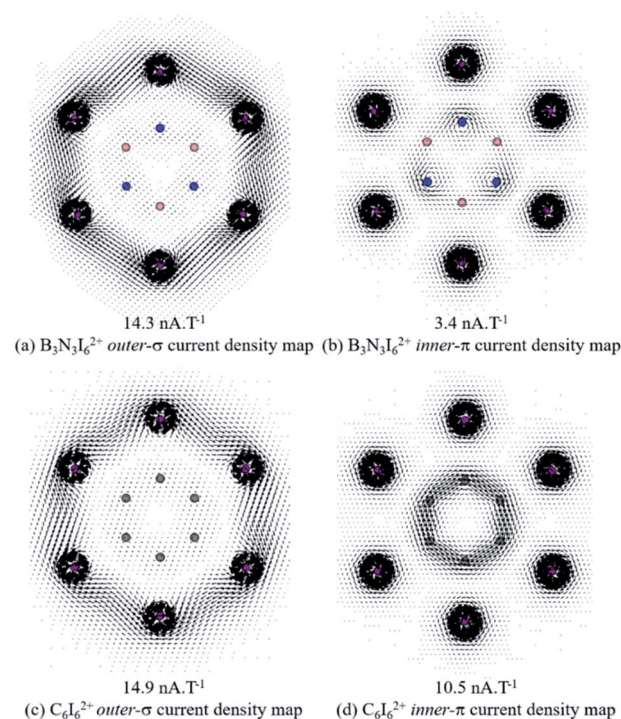 14.3 nA.T⁻¹
3.4 nA.T⁻¹
(a) B₃N₃I₆²⁺ outer-σ current density map (b) B₃N₃I₆²⁺ inner-π current density map
14.9 nA.T⁻¹
10.5 nA.T⁻¹
(c) C₆I₆²⁺ outer-σ current density map
(d) C₆I₆²⁺ inner-π current density map